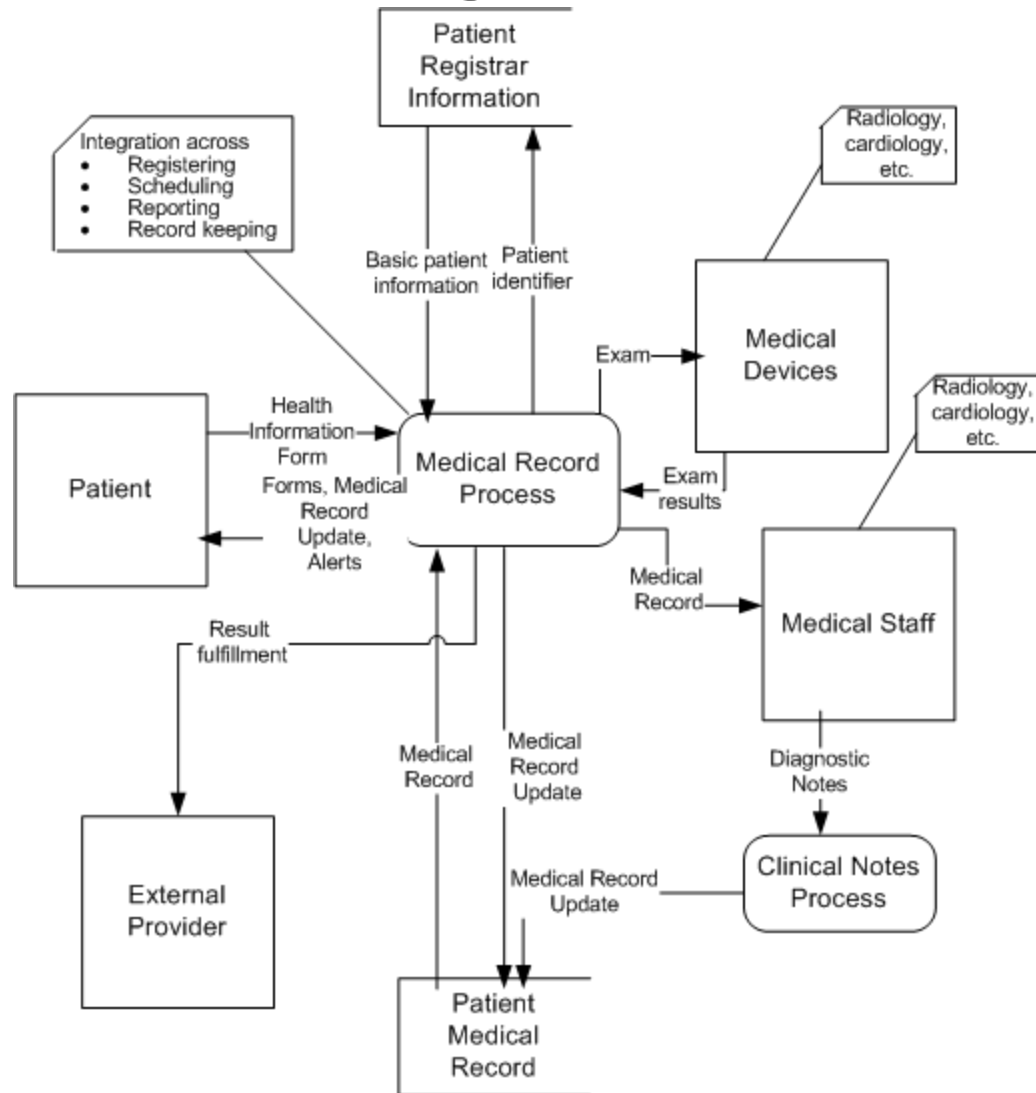 Patient
Registrar
Information
Integration across
• Registering
• Scheduling
• Reporting
• Record keeping
Radiology,
cardiology,
etc.
Basic patient
information
Patient
identifier
Exam
Medical
Devices
Radiology,
cardiology,
etc.
Patient
Health
Information
Form
Forms, Medical
Record
Update,
Alerts
Medical Record
Process
Exam
results
Medical
Record
Medical Staff
Result
fulfillment
Medical
Record
Medical
Record
Update
Diagnostic
Notes
External
Provider
Medical Record
Update
Clinical Notes
Process
Patient
Medical
Record